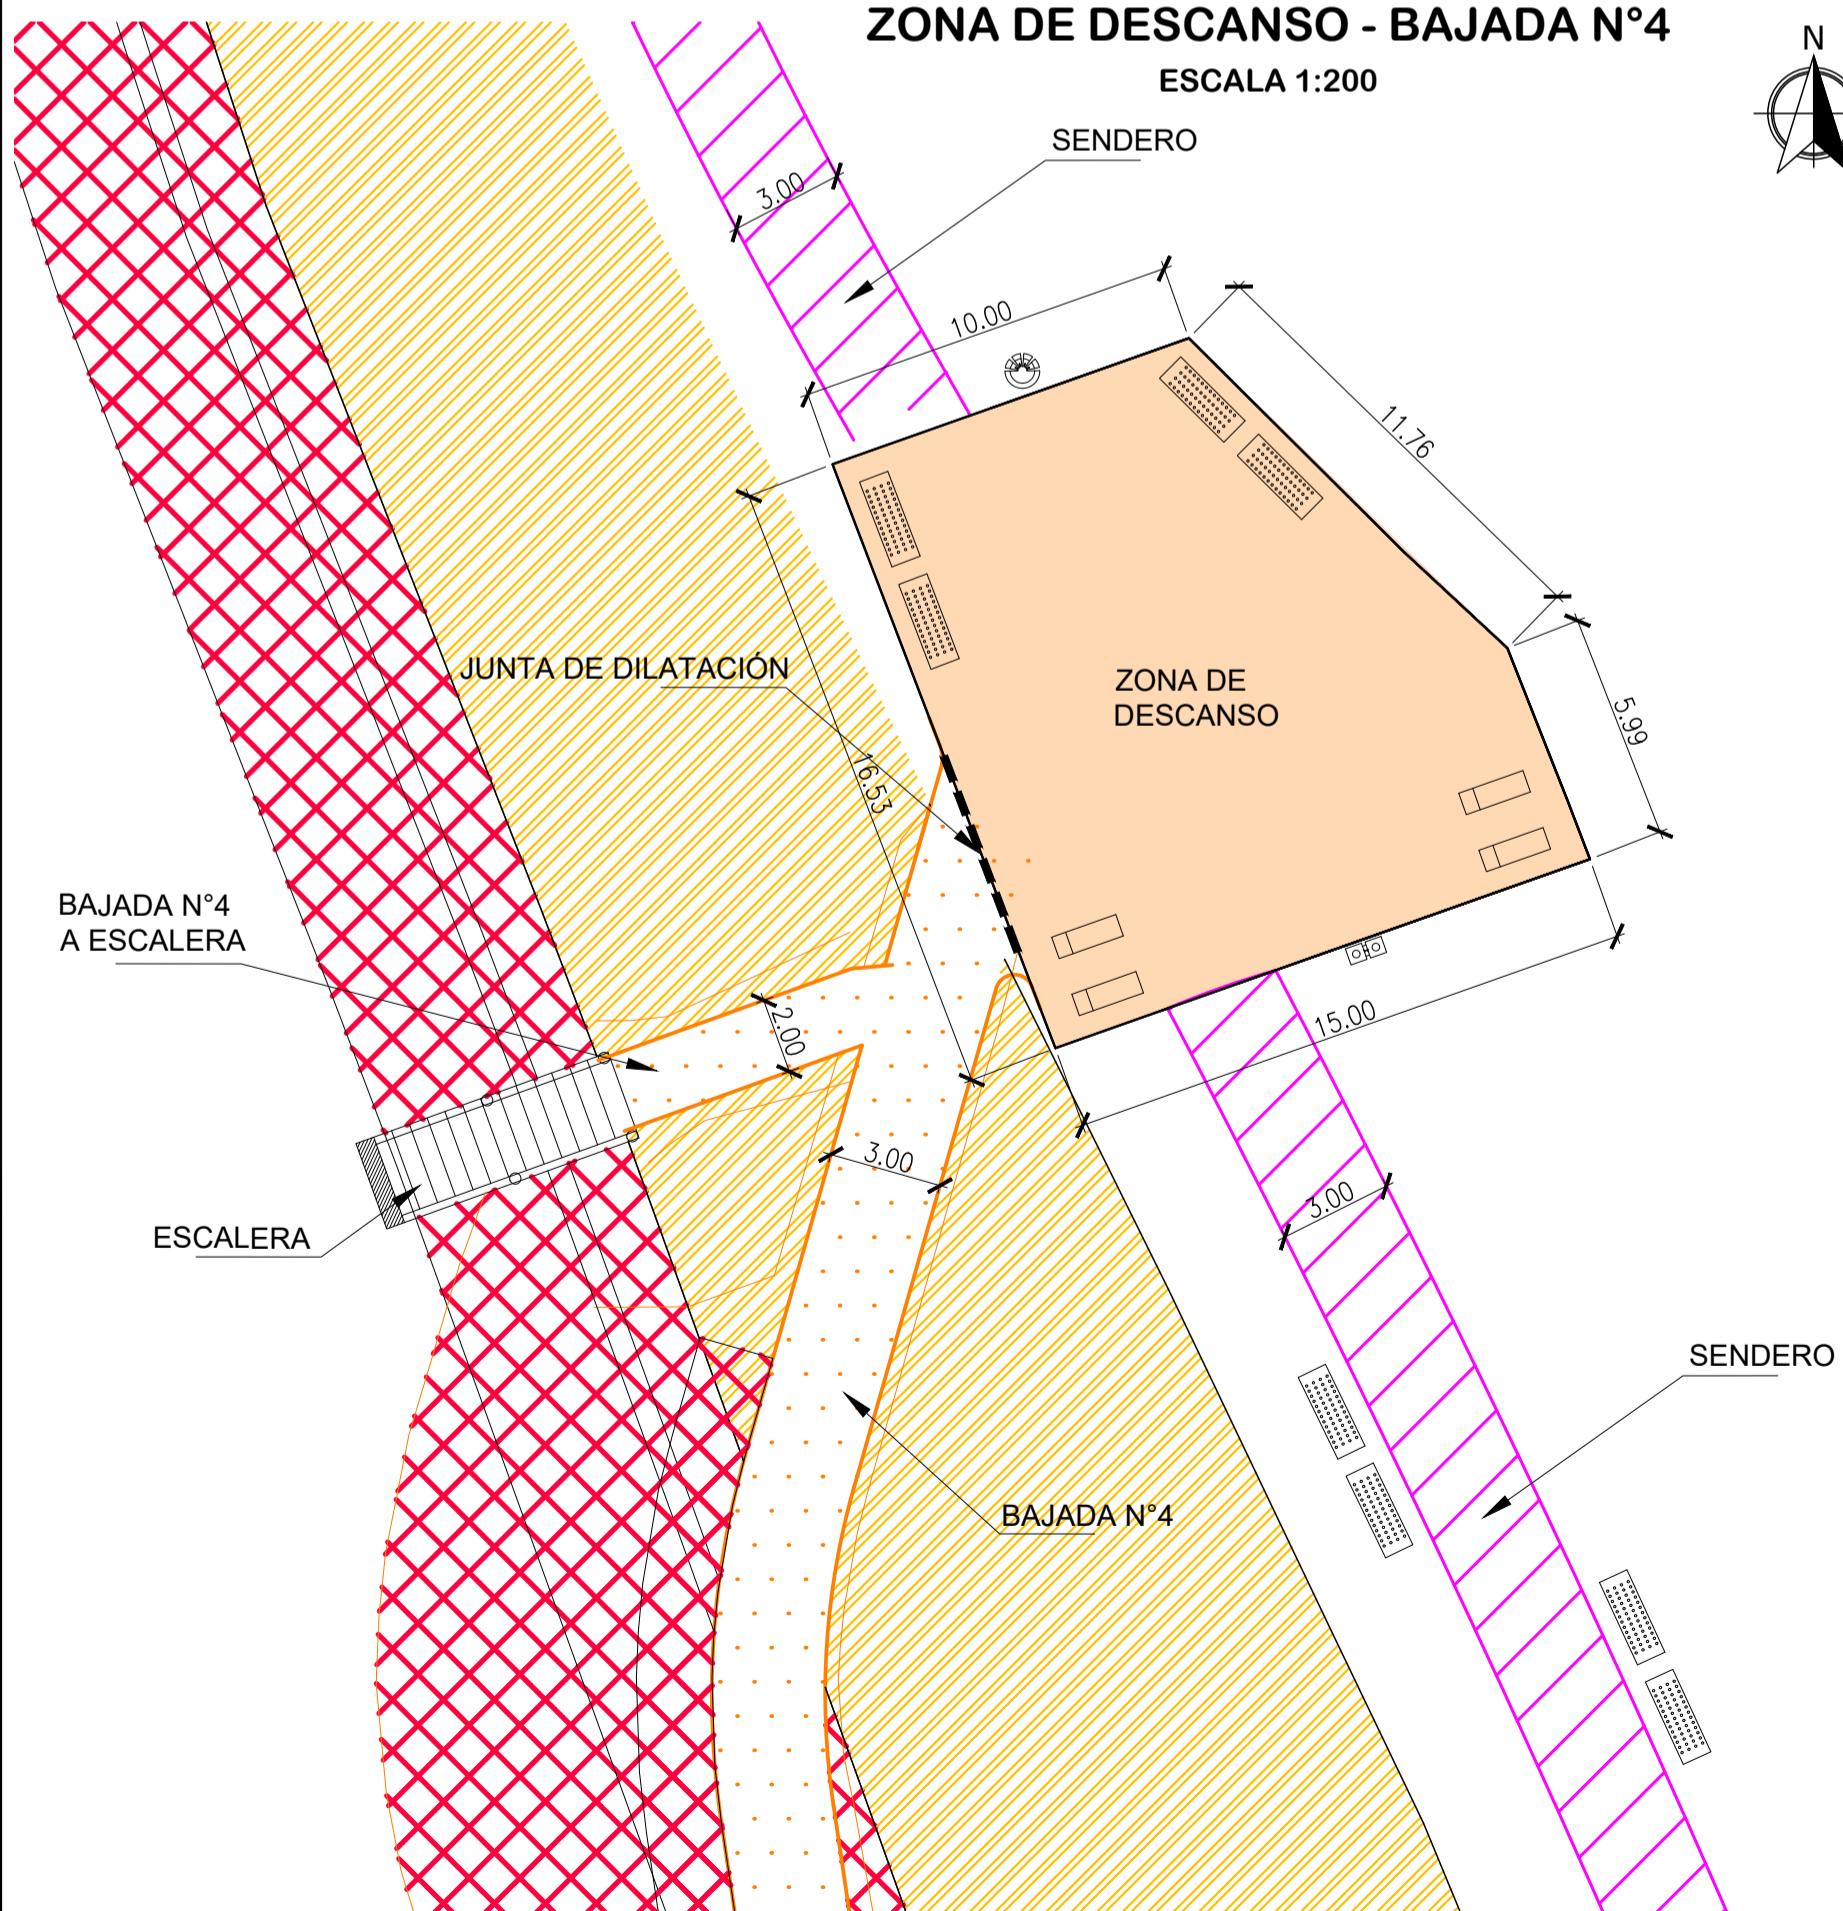 ZONA DE DESCANSO - BAJADA N°4
ESCALA 1:200
N
SENDERO
3.00
10.00
11.76
JUNTA DE DILATACIÓN
ZONA DE
DESCANSO
5.99
16.53
BAJADA N°4
A ESCALERA
2.00
15.00
3.00
3.00
ESCALERA
SENDERO
BAJADA N°4